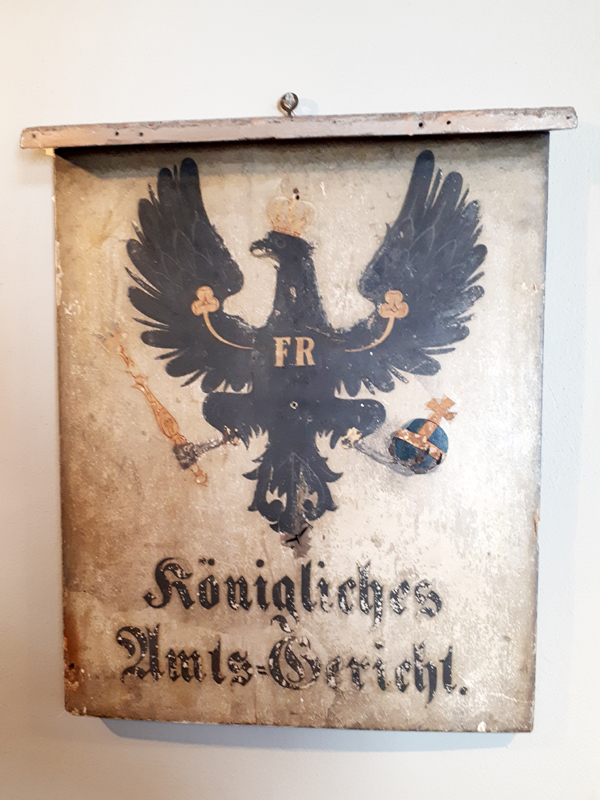 FR
Königliches
Amts=Gericht.